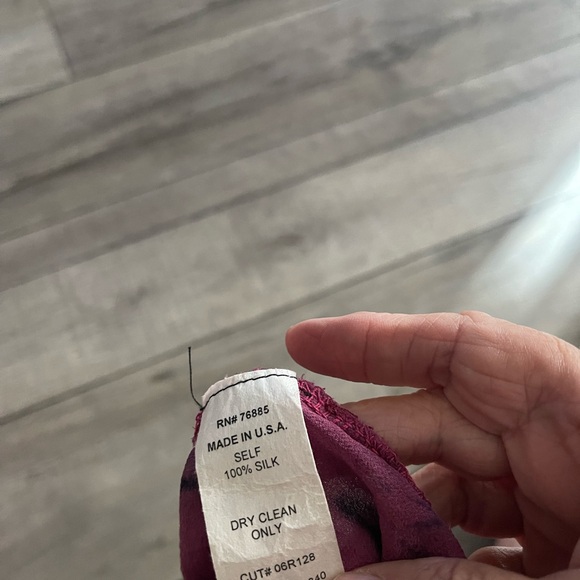 RN# 76885
MADE IN U.S.A.
SELF
100% SILK
DRY CLEAN
ONLY
CUT# 06R128